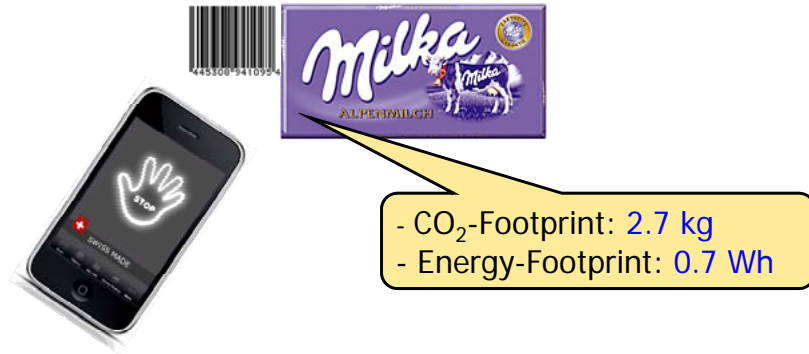 445308 941095 4
Milka
Milka
ALPENMILCH
STOP
SWISS MADE
- CO₂-Footprint: 2.7 kg
- Energy-Footprint: 0.7 Wh